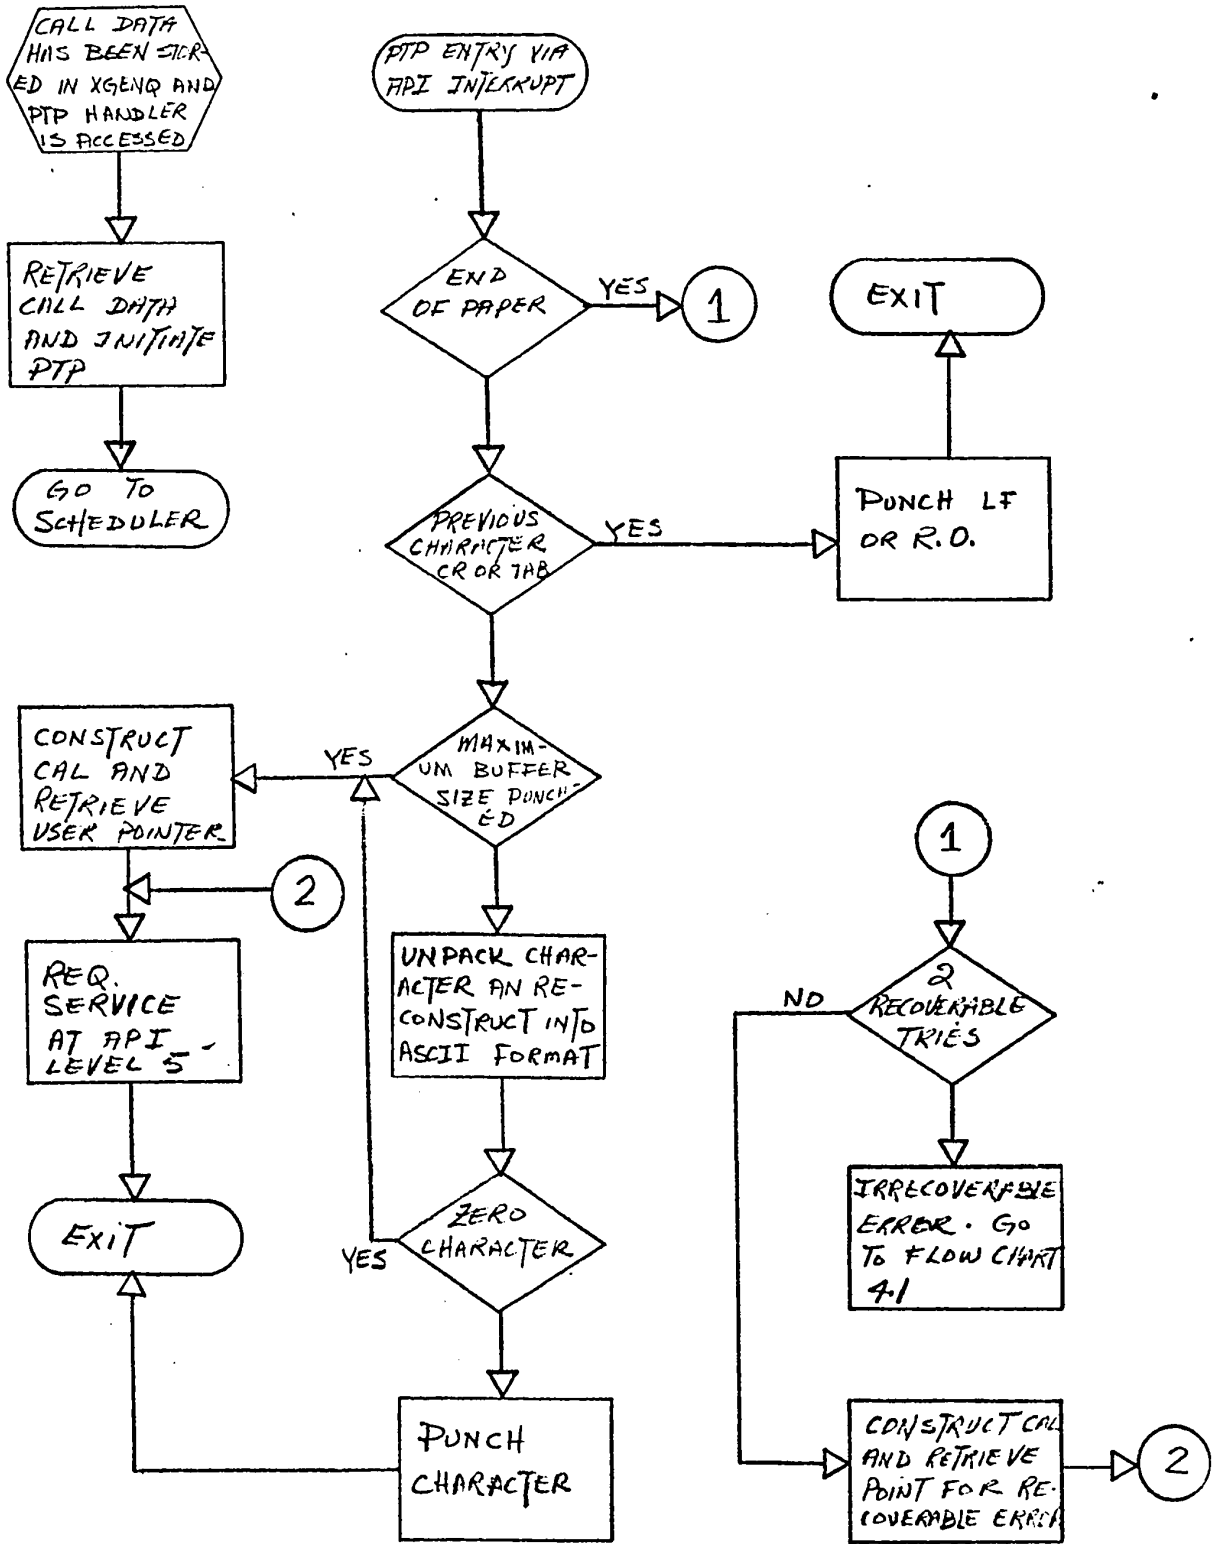 CALL DATA
HAS BEEN STOR-
ED IN XGENQ AND
PTP HANDLER
IS ACCESSED
RETRIEVE
CALL DATA
AND INITIATE
PTP
GO TO
SCHEDULER
PTP ENTRY VIA
API INTERRUPT
END
OF PAPER
YES
1
EXIT
PREVIOUS
CHARACTER
CR OR TAB
YES
PUNCH LF
OR R.O.
MAXIM-
UM BUFFER
SIZE PUNCH-
ED
YES
CONSTRUCT
CAL AND
RETRIEVE
USER POINTER
2
REQ.
SERVICE
AT API
LEVEL 5
EXIT
UNPACK CHAR-
ACTER AN RE-
CONSTRUCT INTO
ASCII FORMAT
ZERO
CHARACTER
YES
PUNCH
CHARACTER
1
2
RECOVERABLE
TRIES
NO
IRRECOVERABLE
ERROR. GO
TO FLOW CHART
4.1
CONSTRUCT CAL
AND RETRIEVE
POINT FOR RE-
COVERABLE ERROR
2